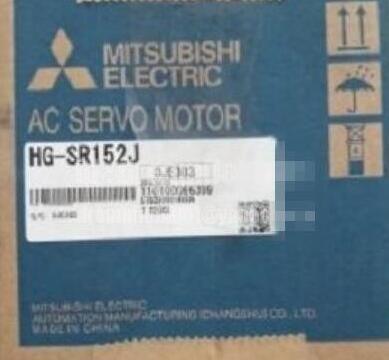 MITSUBISHI
ELECTRIC
AC SERVO MOTOR
HG-SR152J
MITSUBISHI ELECTRIC
AUTOMATION MANUFACTURING (CHANGSHU) CO., LTD.
MADE IN CHINA